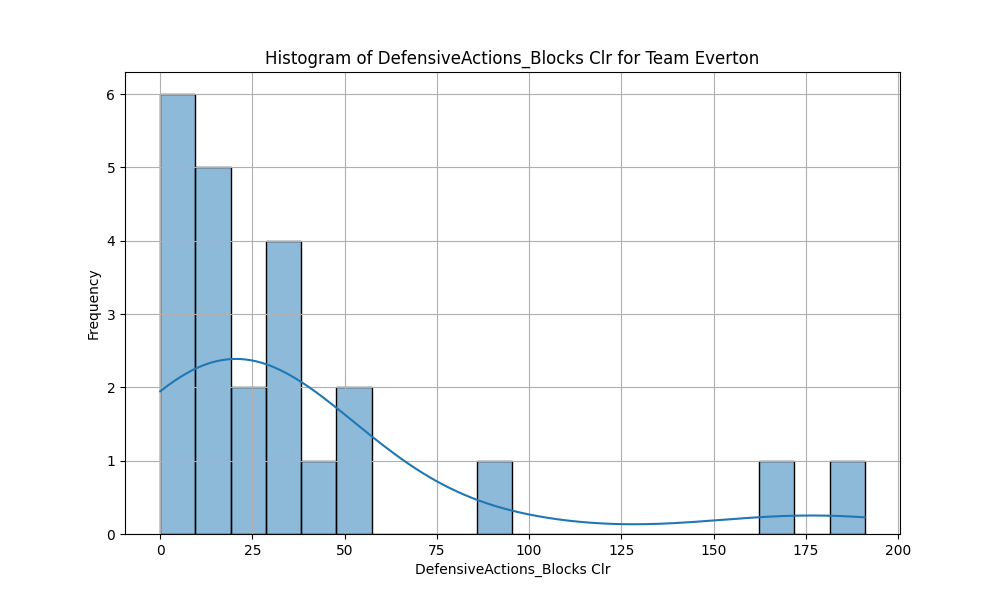 Histogram of DefensiveActions_Blocks Clr for Team Everton
6
5
4
3
2
1
0
Frequency
0 25 50 75 100 125 150 175 200
DefensiveActions_Blocks Clr